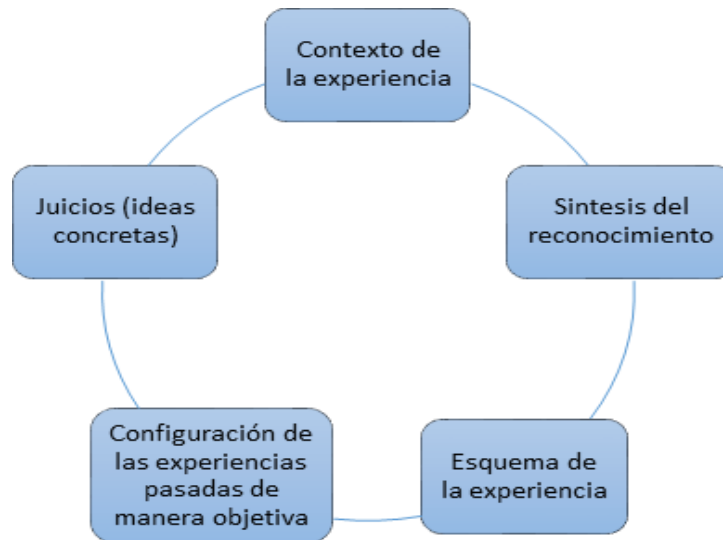 Contexto de
la experiencia
Sintesis del
reconocimiento
Esquema de
la experiencia
Configuración de
las experiencias
pasadas de
manera objetiva
Juicios (ideas
concretas)